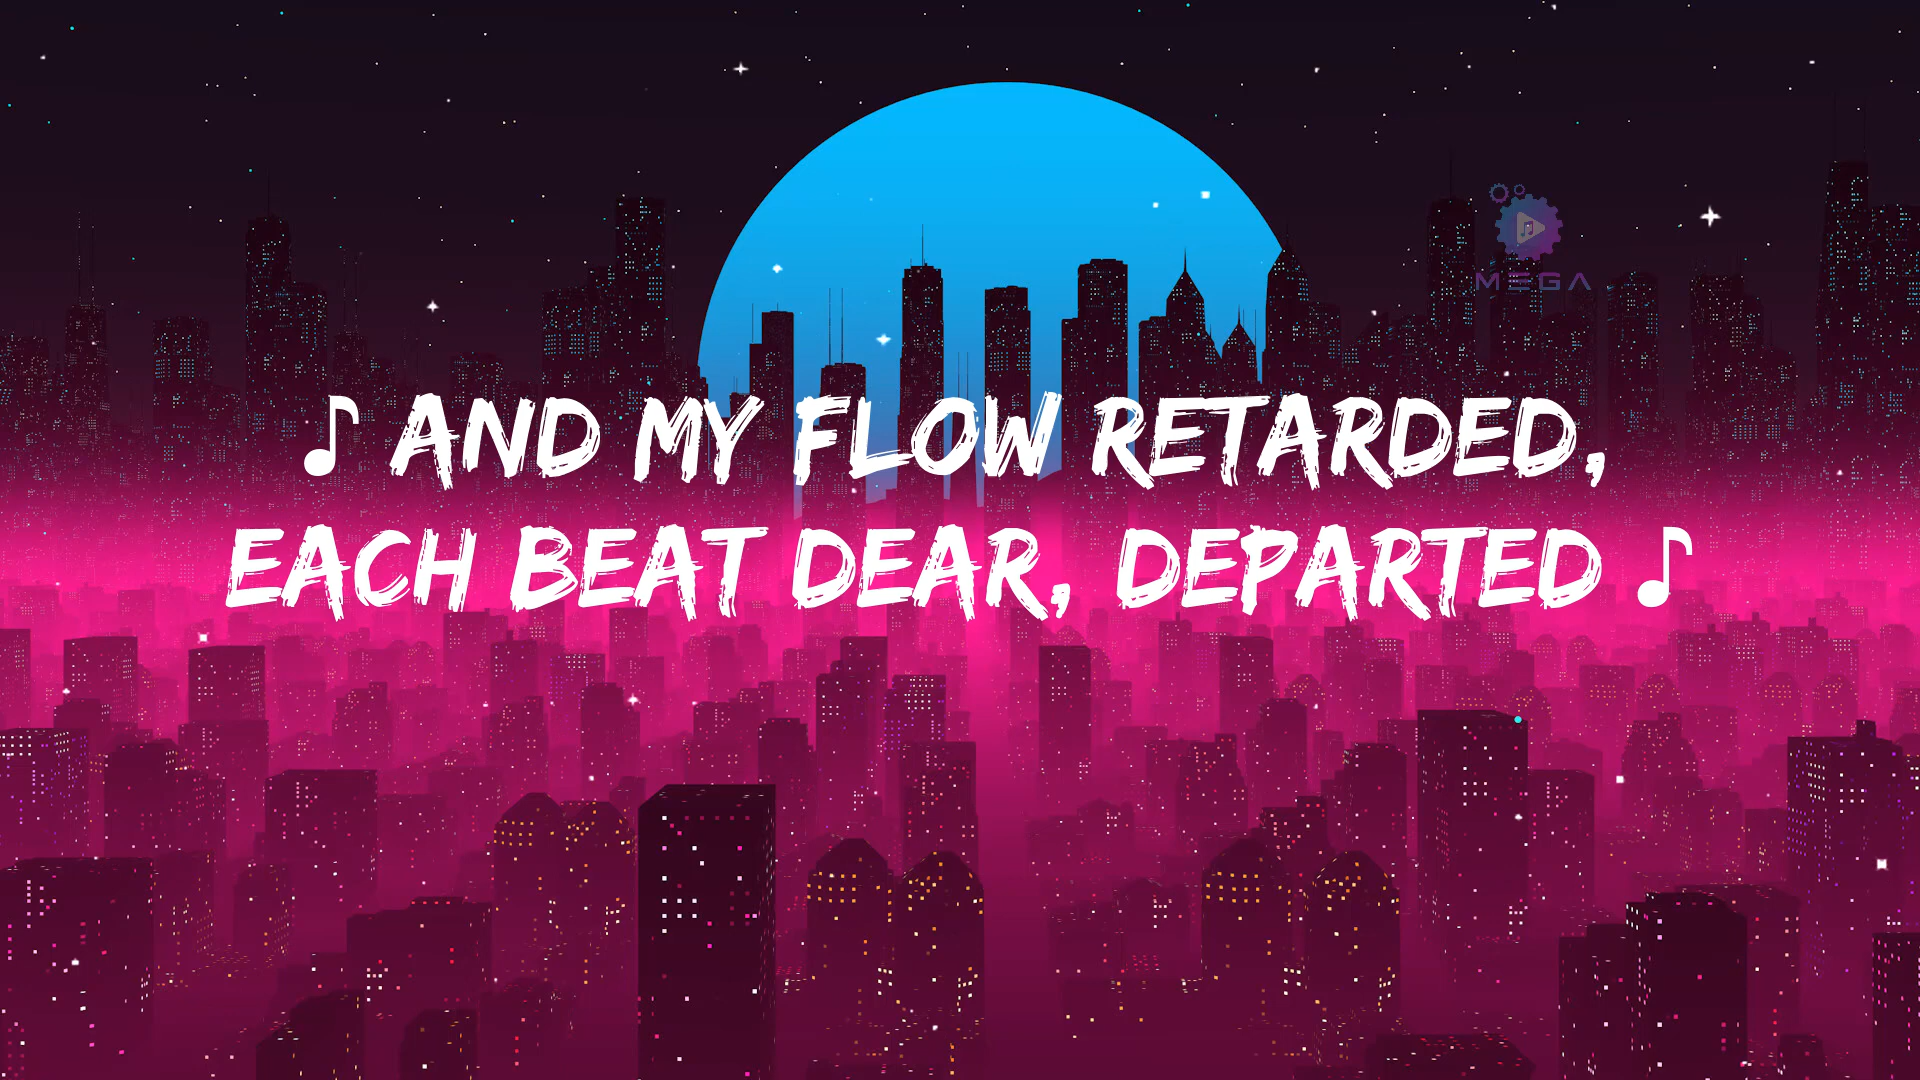 MEGA
♪ AND MY FLOW RETARDED,
EACH BEAT DEAR, DEPARTED ♪